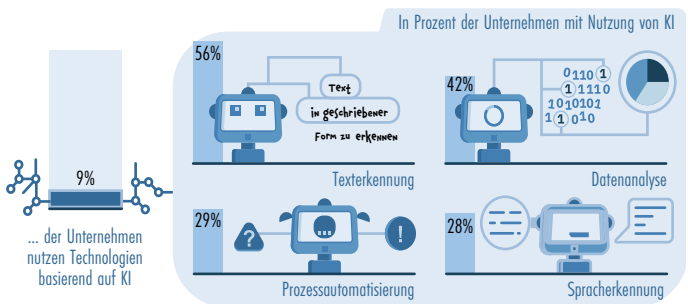 In Prozent der Unternehmen mit Nutzung von KI
9%
... der Unternehmen
nutzen Technologien
basierend auf KI
56%
Text
in geschriebener
Form zu erkennen
Texterkennung
42%
0110 1
1 1110
1010101
1 1 010
Datenanalyse
29%
?
!
Prozessautomatisierung
28%
Spracherkennung